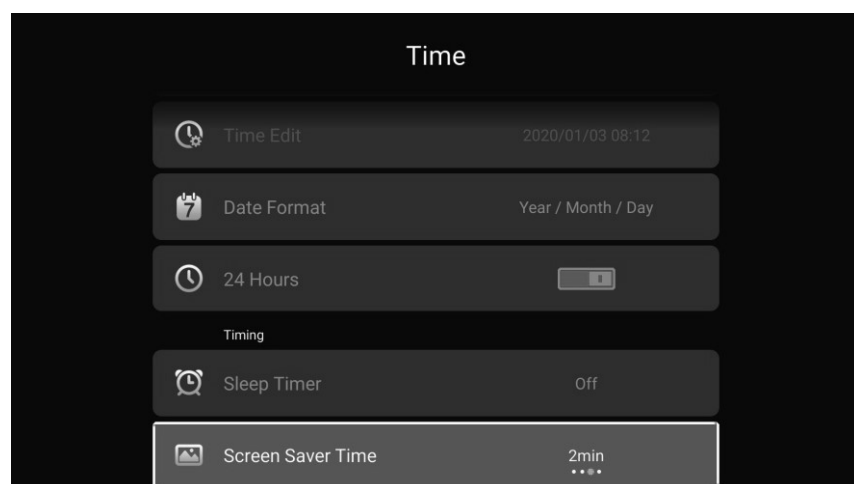 Time
Time Edit 2020/01/03 08:12
7 Date Format Year / Month / Day
24 Hours
Timing
Sleep Timer Off
Screen Saver Time 2min